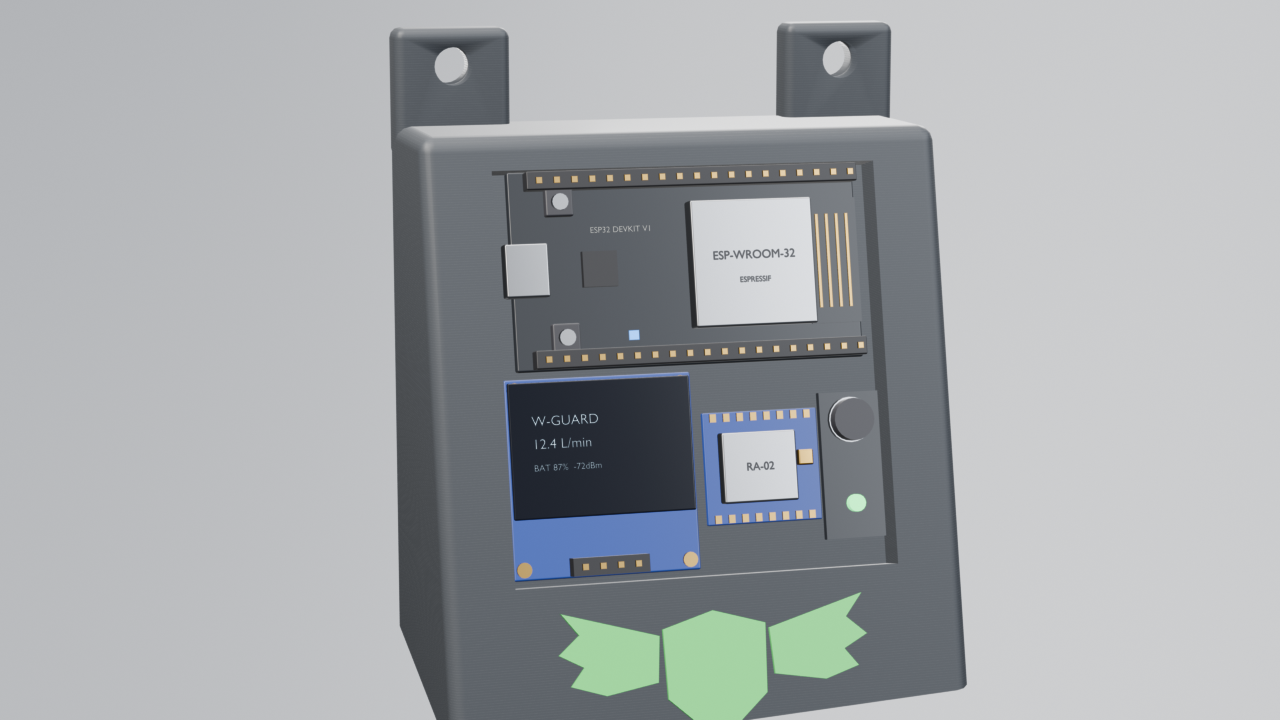 ESP32 DEVKIT V1
ESP-WROOM-32
ESPRESSIF
W-GUARD
12.4 L/min
BAT 87% -72dBm
RA-02